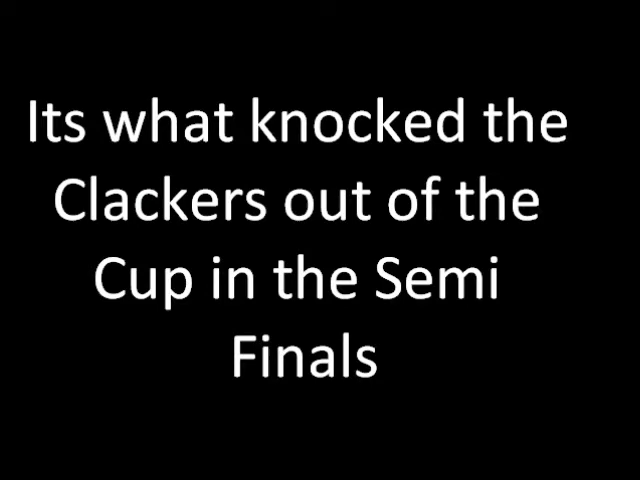 Its what knocked the
Clackers out of the
Cup in the Semi
Finals